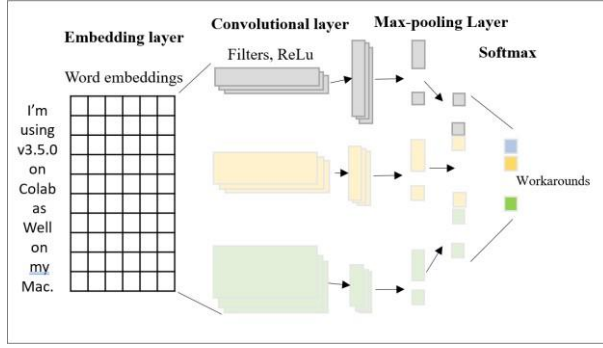 Embedding layer
Convolutional layer
Max-pooling Layer
Softmax
Word embeddings
Filters, ReLu
I'm
using
v3.5.0
on
Colab
as
Well
on
my
Mac.
Workarounds